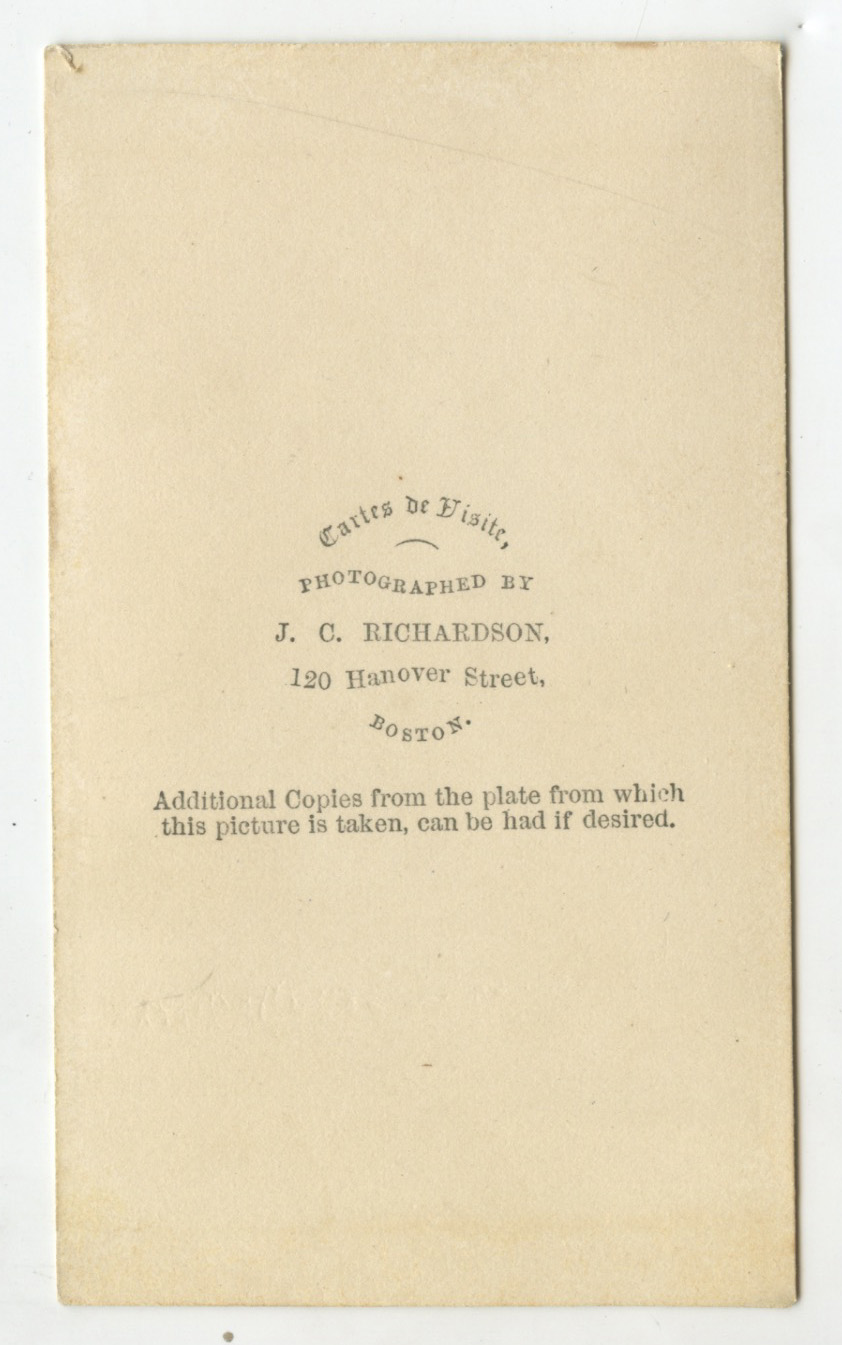 Cartes de Visite,
PHOTOGRAPHED BY
J. C. RICHARDSON,
120 Hanover Street,
BOSTON.
Additional Copies from the plate from which
this picture is taken, can be had if desired.